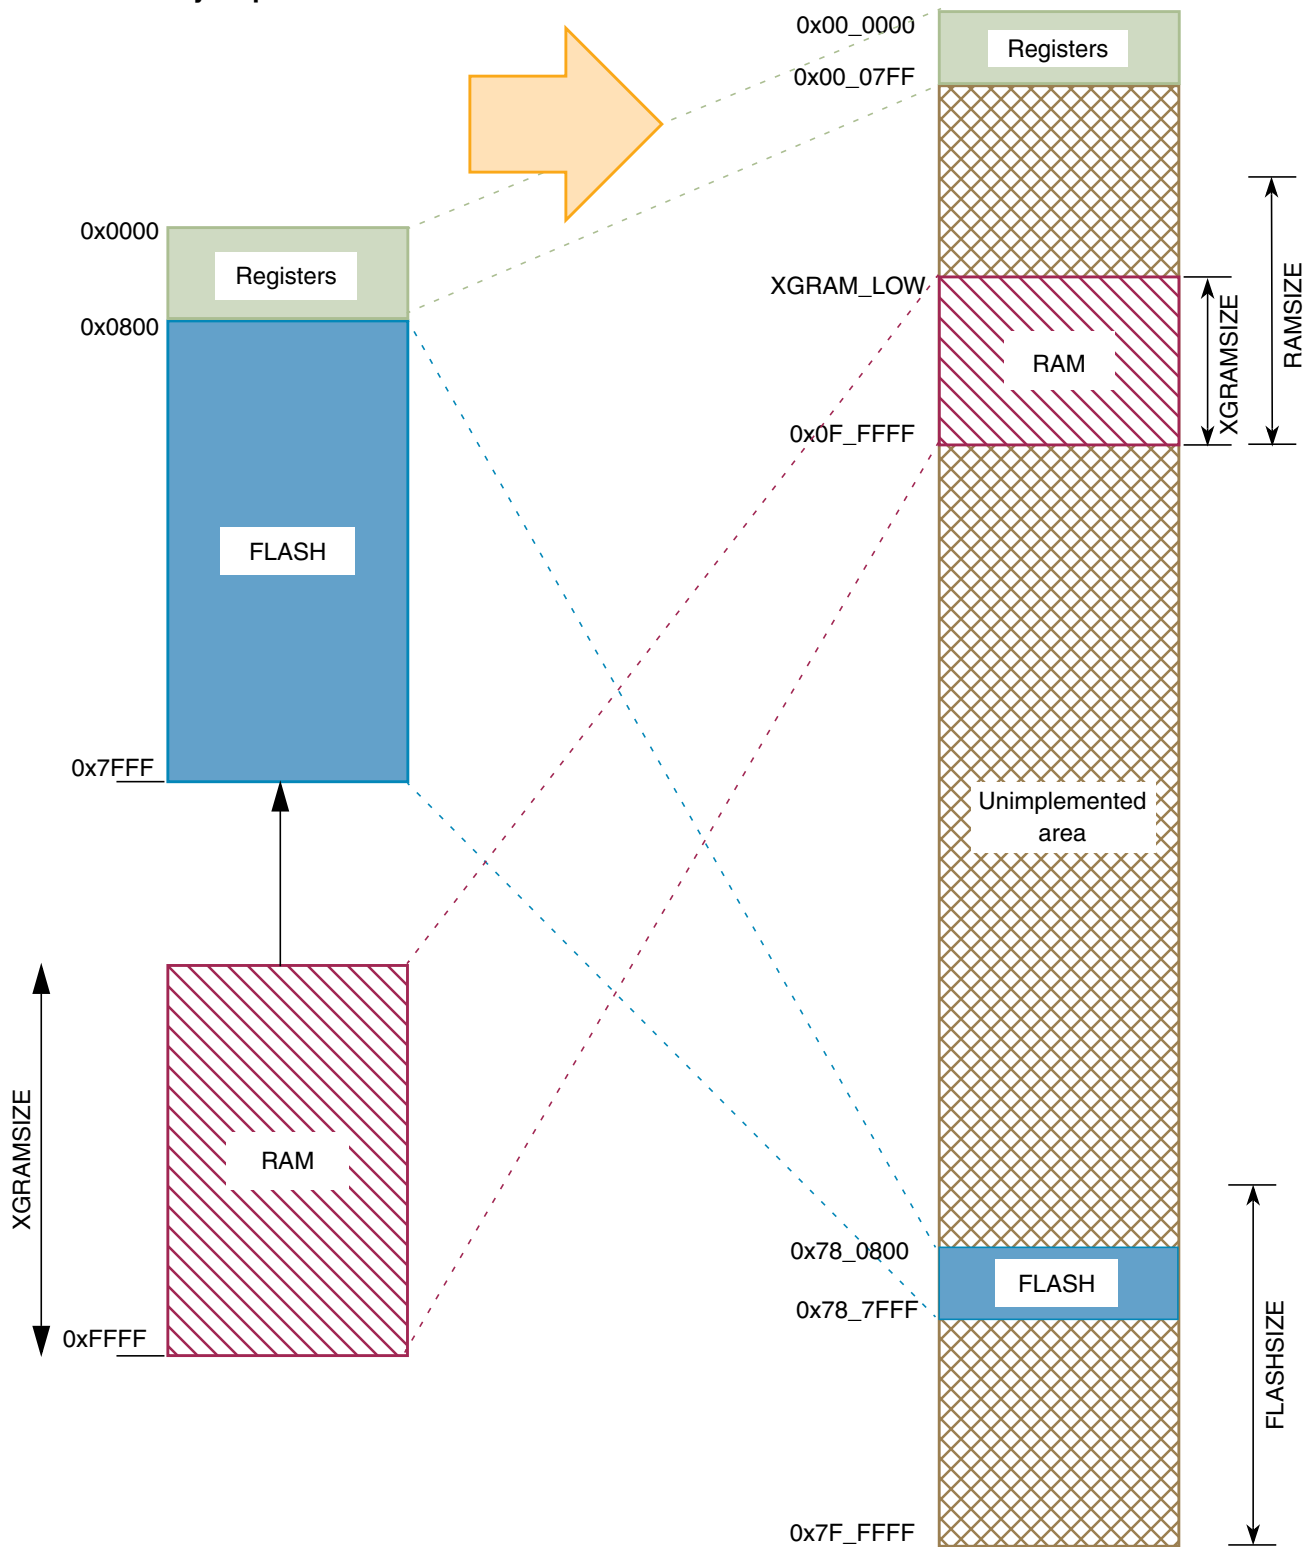 0x00_0000
Registers
0x00_07FF
0x0000
Registers
0x0800
FLASH
0x7FFF
XGRAMSIZE
RAM
0xFFFF
XGRAM_LOW
RAM
0x0F_FFFF
XGRAMSIZE
RAMSIZE
Unimplemented
area
0x78_0800
FLASH
0x78_7FFF
FLASHSIZE
0x7F_FFFF